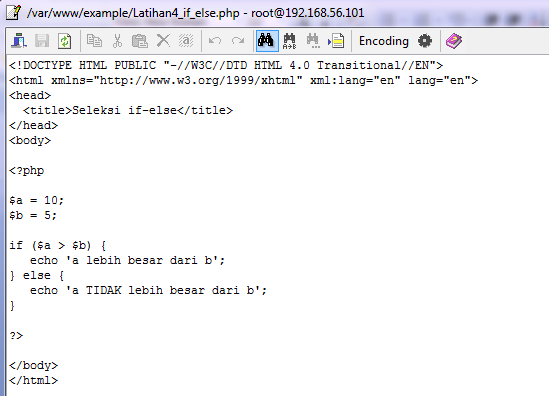 /var/www/example/Latihan4_if_else.php - root@192.168.56.101
Encoding
<!DOCTYPE HTML PUBLIC "-//W3C//DTD HTML 4.0 Transitional//EN">
<html xmlns="http://www.w3.org/1999/xhtml" xml:lang="en" lang="en">
<head>
  <title>Seleksi if-else</title>
</head>
<body>

<?php

$a = 10;
$b = 5;

if ($a > $b) {
   echo 'a lebih besar dari b';
} else {
   echo 'a TIDAK lebih besar dari b';
}

?>

</body>
</html>